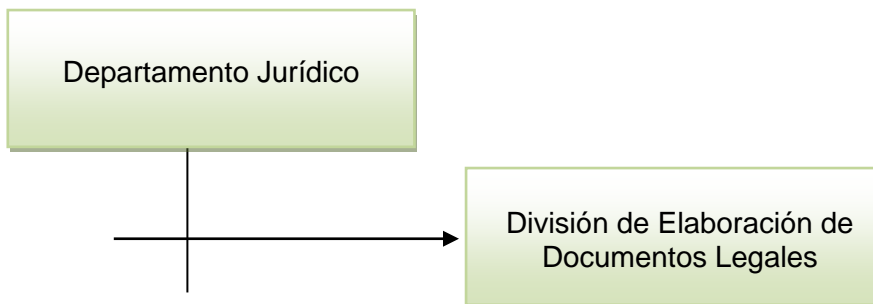 Departamento Jurídico
División de Elaboración de
Documentos Legales